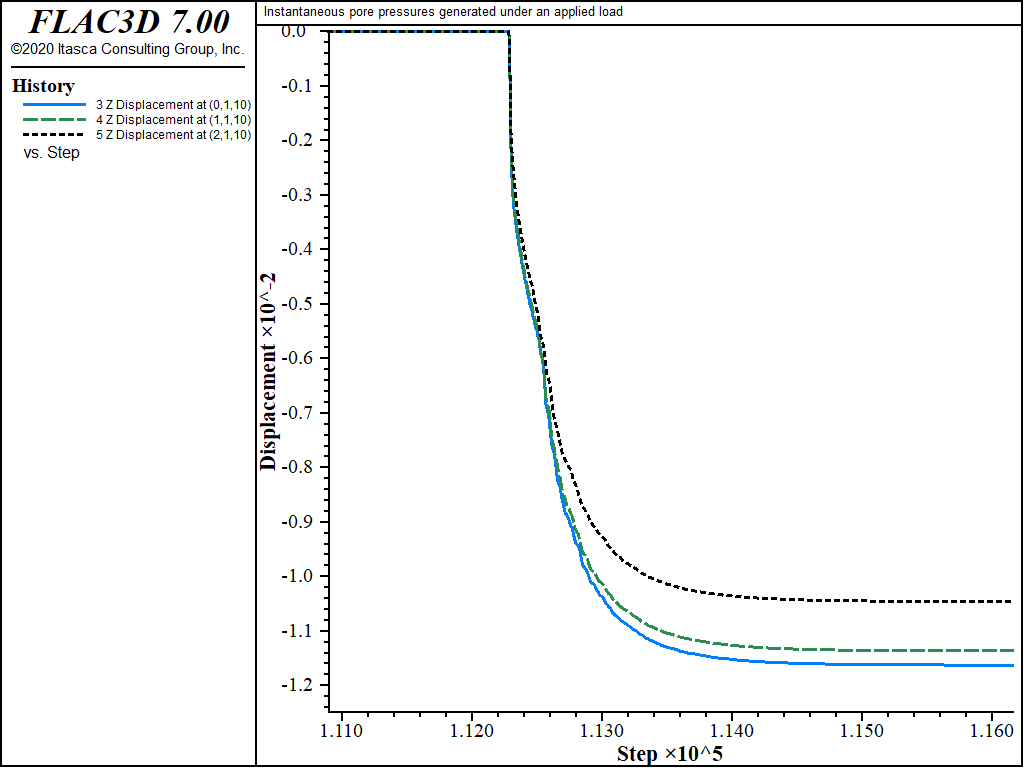 FLAC3D 7.00
©2020 Itasca Consulting Group, Inc.
History
3 Z Displacement at (0,1,10)
4 Z Displacement at (1,1,10)
5 Z Displacement at (2,1,10)
vs. Step
Instantaneous pore pressures generated under an applied load
Displacement ×10^-2
0.0
-0.1
-0.2
-0.3
-0.4
-0.5
-0.6
-0.7
-0.8
-0.9
-1.0
-1.1
-1.2
1.110 1.120 1.130 1.140 1.150 1.160
Step ×10^5